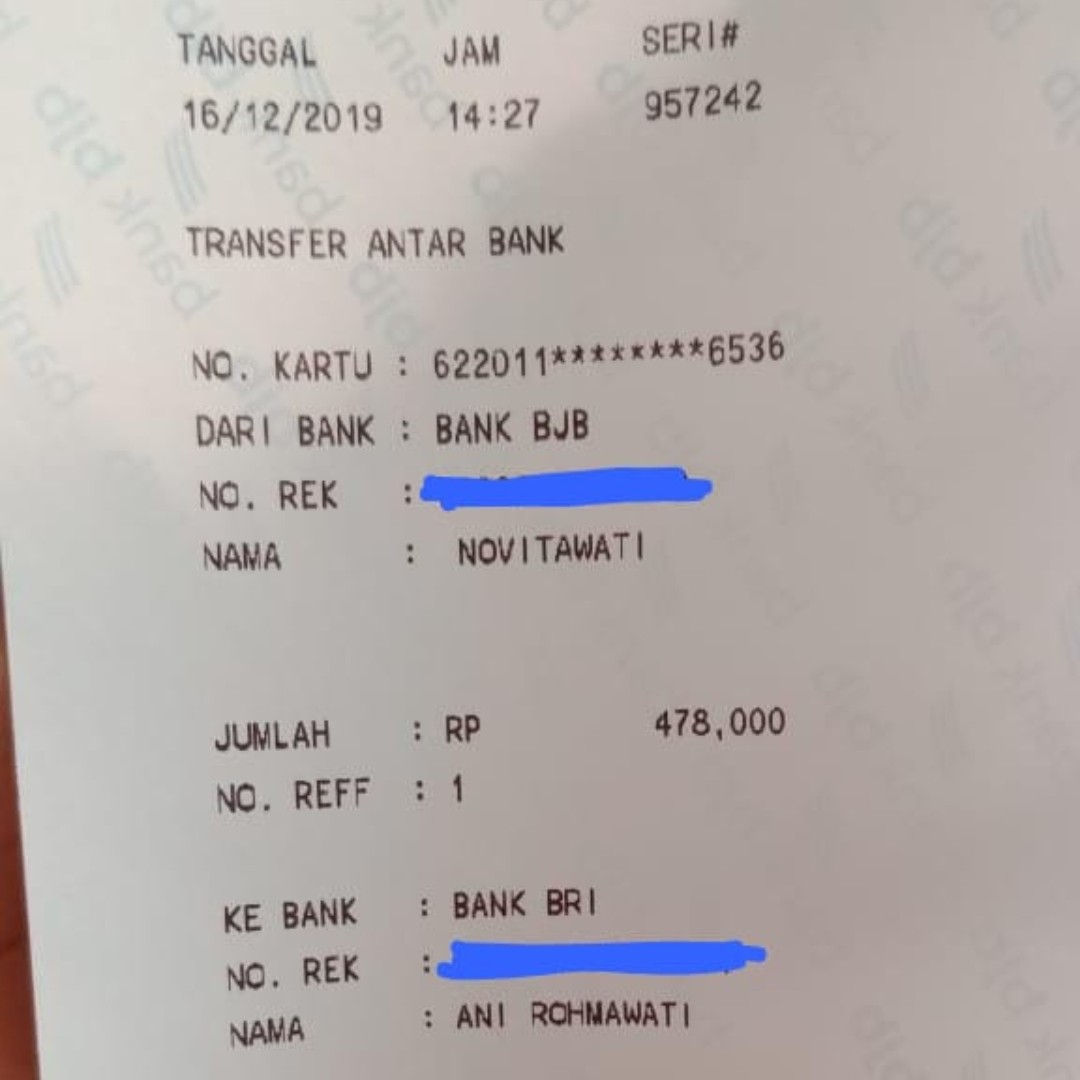 TANGGAL JAM SERI#
16/12/2019 14:27 957242
TRANSFER ANTAR BANK
NO. KARTU : 622011********6536
DARI BANK : BANK BJB
NO. REK :
NAMA : NOVITAWATI
JUMLAH : RP 478,000
NO. REFF : 1
KE BANK : BANK BRI
NO. REK :
NAMA : ANI ROHMAWATI